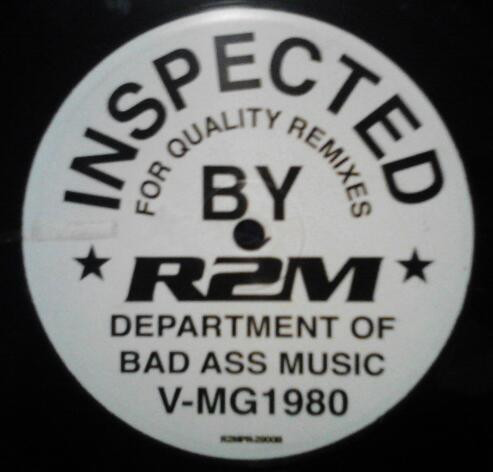 INSPECTED
FOR QUALITY REMIXES
BY
R2M
DEPARTMENT OF
BAD ASS MUSIC
V-MG1980